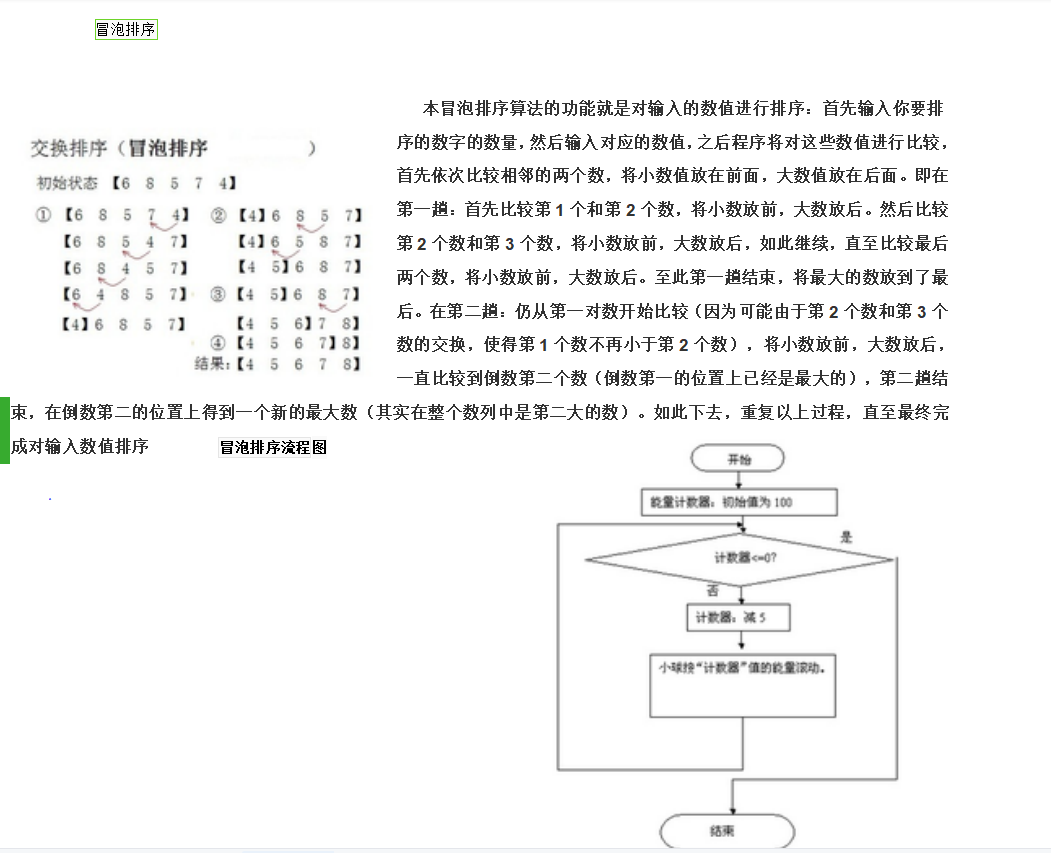 冒泡排序
交换排序（冒泡排序 ）
初始状态 【6 8 5 7 4】
① 【6 8 5 7 4】
【6 8 5 4 7】
【6 8 4 5 7】
【6 4 8 5 7】
【4】6 8 5 7】
② 【4】6 8 5 7】
【4】6 5 8 7】
【4 5】6 8 7】
③ 【4 5】6 8 7】
【4 5 6】7 8】
④ 【4 5 6 7】8】
结果：【4 5 6 7 8】
本冒泡排序算法的功能就是对输入的数值进行排序：首先输入你要排
序的数字的数量，然后输入对应的数值，之后程序将对这些数值进行比较，
首先依次比较相邻的两个数，将小数值放在前面，大数值放在后面。即在
第一趟：首先比较第 1 个和第 2 个数，将小数放前，大数放后。然后比较
第 2 个数和第 3 个数，将小数放前，大数放后，如此继续，直至比较最后
两个数，将小数放前，大数放后。至此第一趟结束，将最大的数放到了最
后。在第二趟：仍从第一对数开始比较（因为可能由于第 2 个数和第 3 个
数的交换，使得第 1 个数不再小于第 2 个数），将小数放前，大数放后，
一直比较到倒数第二个数（倒数第一的位置上已经是最大的），第二趟结
束，在倒数第二的位置上得到一个新的最大数（其实在整个数列中是第二大的数）。如此下去，重复以上过程，直至最终完
成对输入数值排序
冒泡排序流程图
开始
能量计数器：初始值为 100
计数器<=0?
是
否
计数器：减 5
小球按“计数器”值的能量滚动。
结束